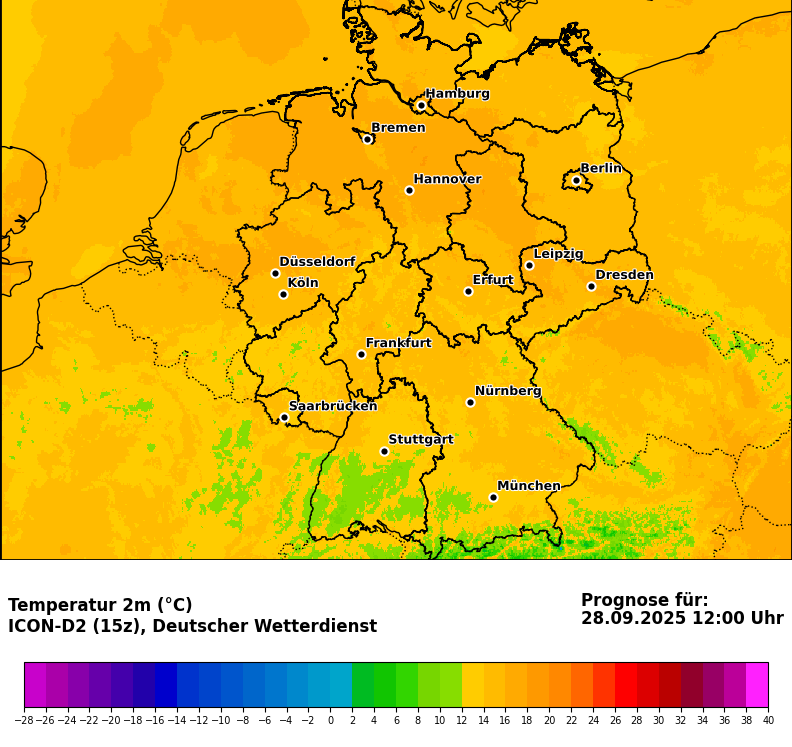 Hamburg
Bremen
Berlin
Hannover
Leipzig
Düsseldorf
Dresden
Köln
Erfurt
Frankfurt
Nürnberg
Saarbrücken
Stuttgart
München
Temperatur 2m (°C)
ICON-D2 (15z), Deutscher Wetterdienst
Prognose für:
28.09.2025 12:00 Uhr
−28 −26 −24 −22 −20 −18 −16 −14 −12 −10 −8 −6 −4 −2 0 2 4 6 8 10 12 14 16 18 20 22 24 26 28 30 32 34 36 38 40